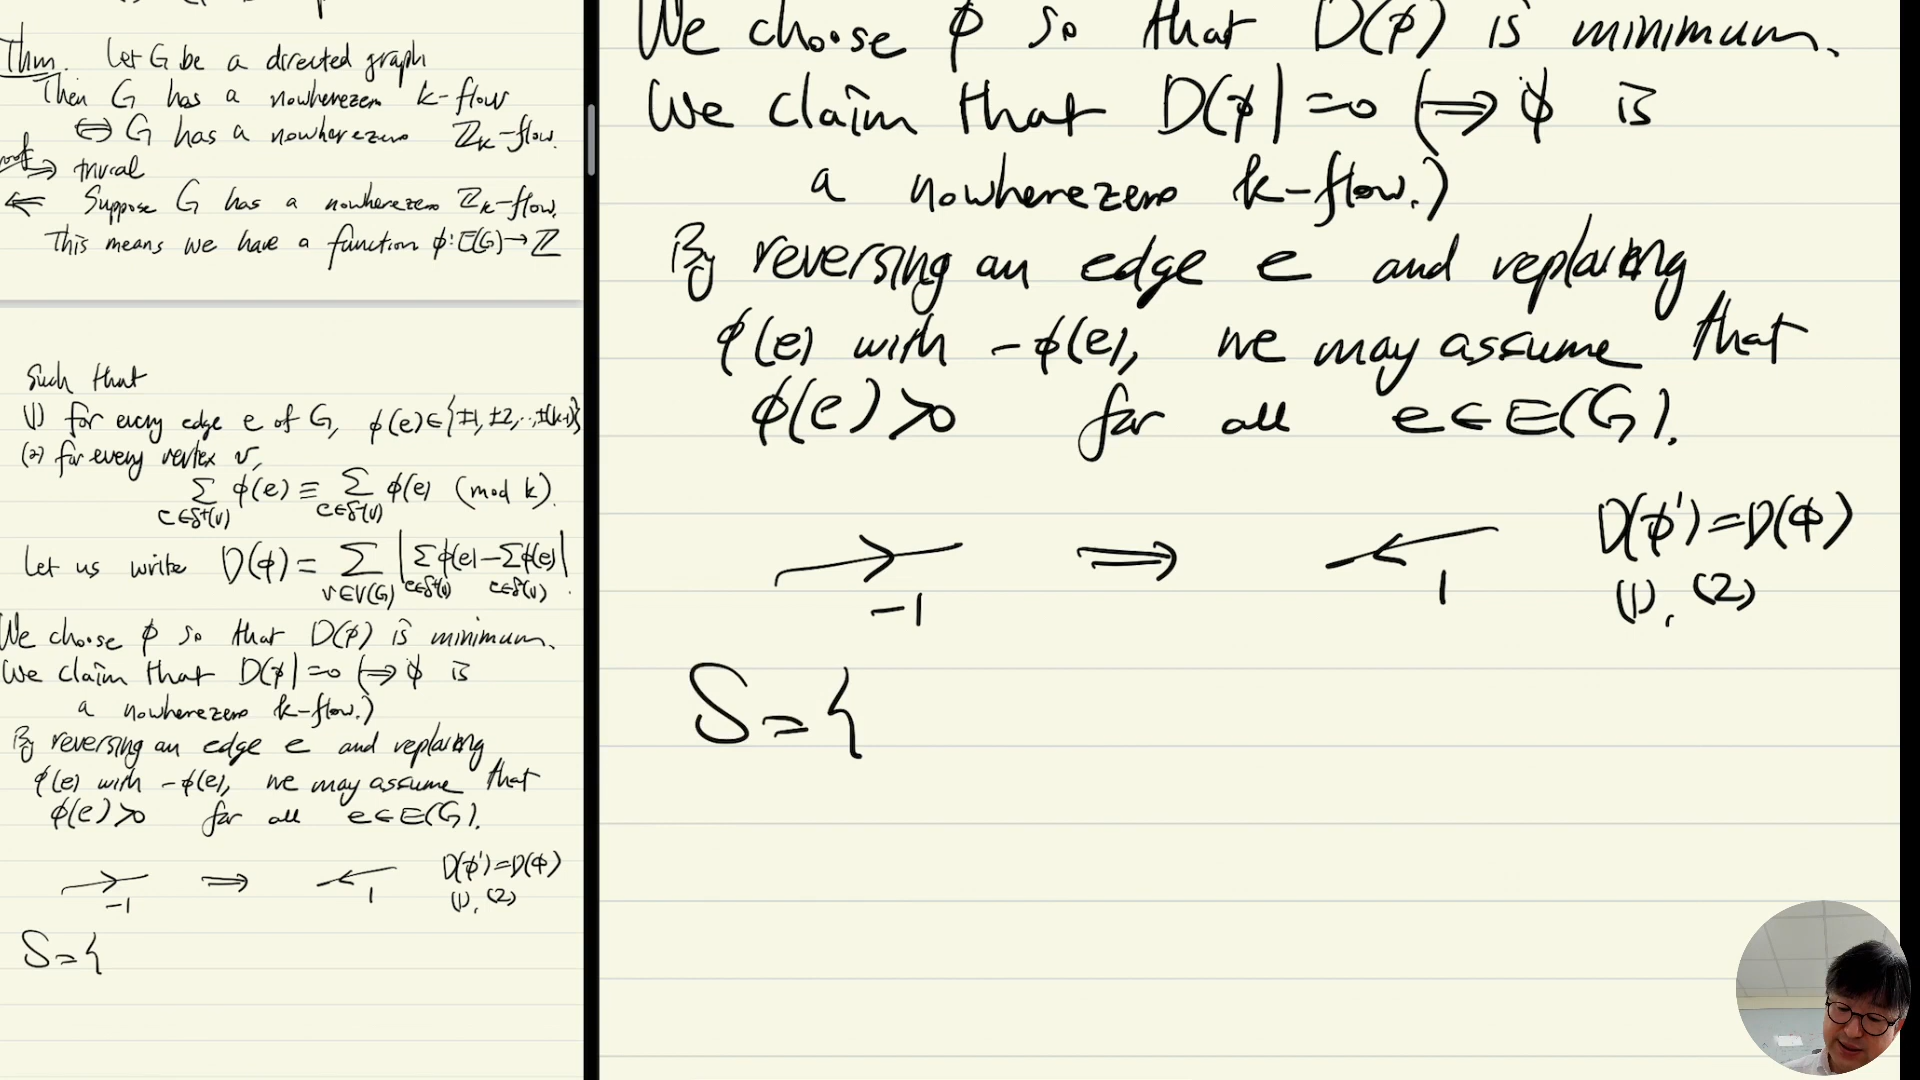 Thm. Let G be a directed graph
Then G has a nowherezero k-flow
⇔ G has a nowherezero ℤk-flow.
proof ⇒ trivial
⇐ Suppose G has a nowherezero ℤk-flow.
This means we have a function ϕ: E(G)→ℤ
Such that
(1) for every edge e of G, ϕ(e)∈{±1, ±2, .., ±(k-1)}
(2) for every vertex v,
∑ ϕ(e) ≡ ∑ ϕ(e) (mod k).
e∈δ⁺(v) e∈δ⁻(v)
Let us write D(ϕ) = ∑ |∑ϕ(e) - ∑ϕ(e)|.
v∈V(G) e∈δ⁺(v) e∈δ⁻(v)
We choose ϕ so that D(ϕ) is minimum.
We claim that D(ϕ)=0 (⇒ ϕ is
a nowherezero k-flow.)
By reversing an edge e and replacing
ϕ(e) with -ϕ(e), we may assume that
ϕ(e)>0 for all e∈E(G).
-1 ⇒ 1 D(ϕ')=D(ϕ)
(1), (2)
S={
We choose ϕ so that D(ϕ) is minimum.
We claim that D(ϕ)=0 (⇒ ϕ is
a nowherezero k-flow.)
By reversing an edge e and replacing
ϕ(e) with -ϕ(e), we may assume that
ϕ(e)>0 for all e∈E(G).
-1 ⇒ 1 D(ϕ')=D(ϕ)
(1), (2)
S={